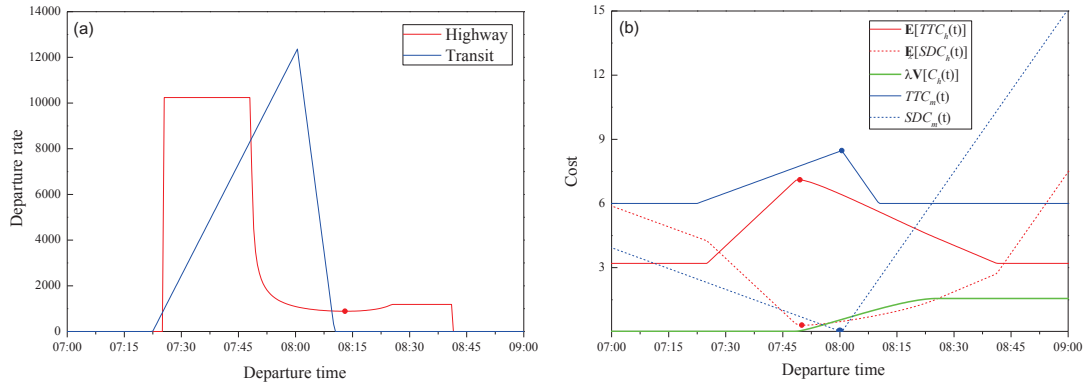 (a)
Highway
Transit
14000
12000
10000
8000
6000
4000
2000
0
Departure rate
07:00 07:15 07:30 07:45 08:00 08:15 08:30 08:45 09:00
Departure time
(b)
E[TTC_h(t)]
E[SDC_h(t)]
λV[C_h(t)]
TTC_m(t)
SDC_m(t)
15
12
9
6
3
Cost
07:00 07:15 07:30 07:45 08:00 08:15 08:30 08:45 09:00
Departure time